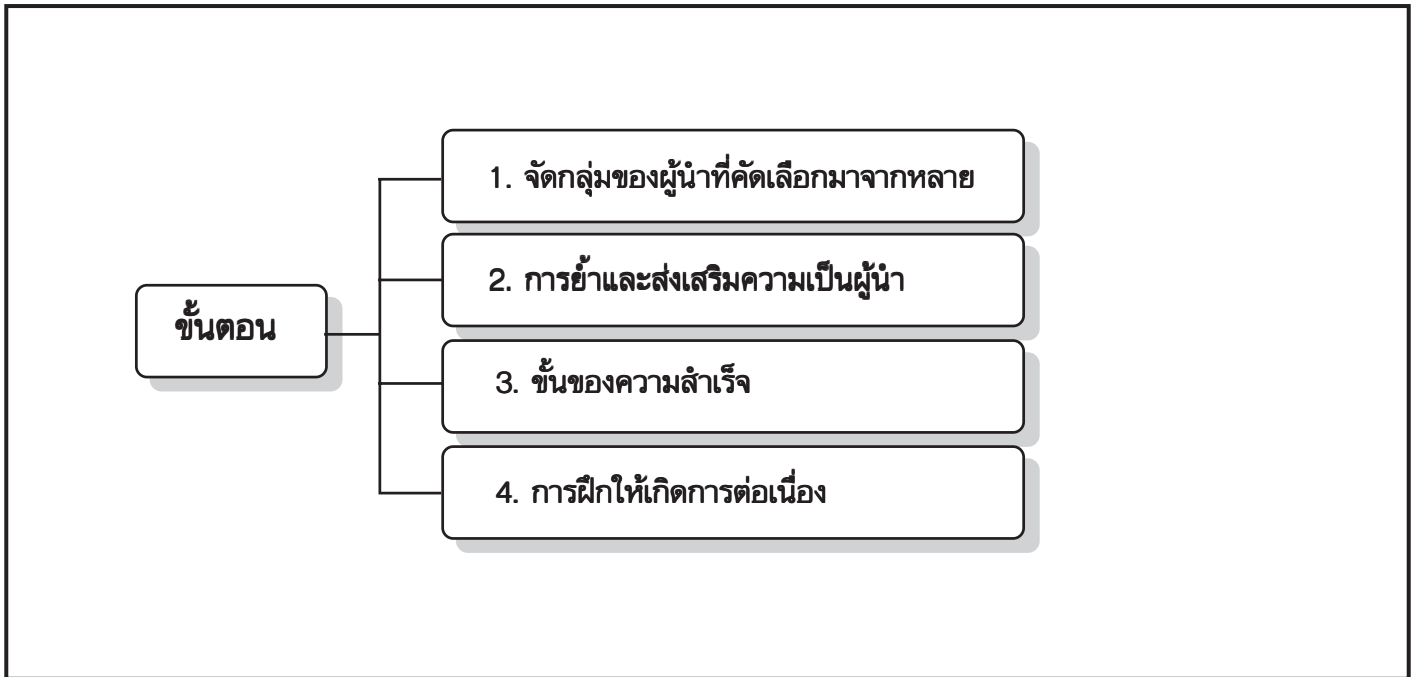 ขั้นตอน
1. จัดกลุ่มของผู้นำที่คัดเลือกมาจากหลาย
2. การย้ำและส่งเสริมความเป็นผู้นำ
3. ขั้นของความสำเร็จ
4. การฝึกให้เกิดการต่อเนื่อง